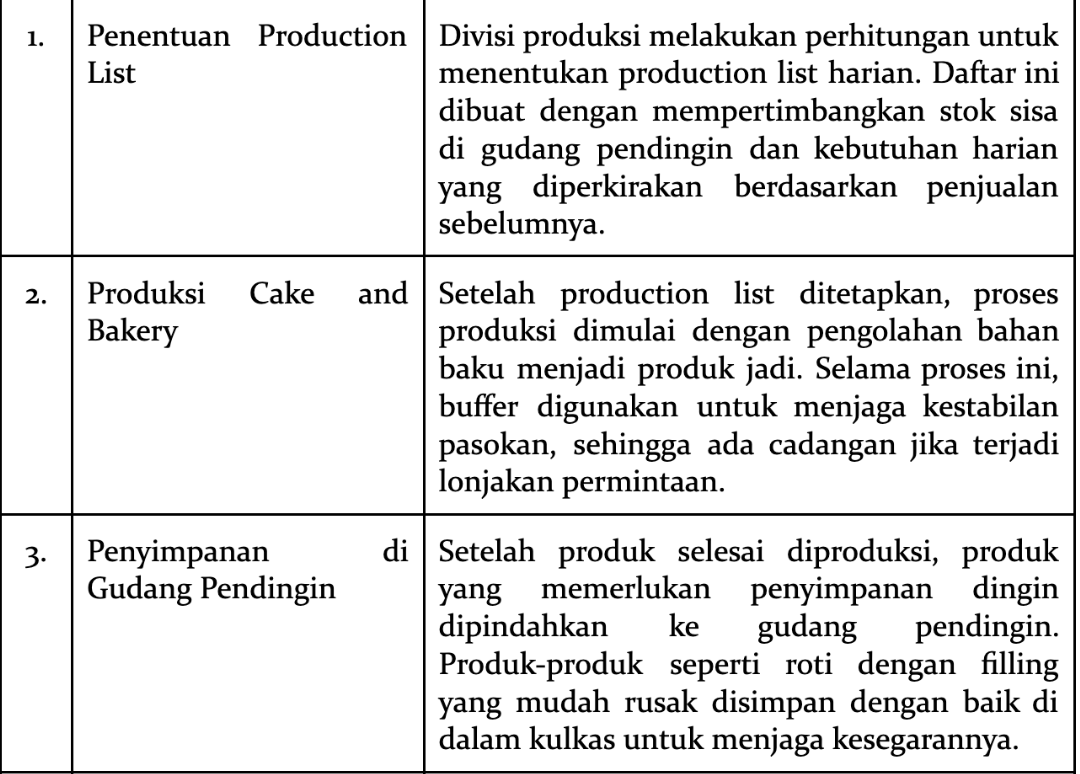 1.
Penentuan Production
List
Divisi produksi melakukan perhitungan untuk
menentukan production list harian. Daftar ini
dibuat dengan mempertimbangkan stok sisa
di gudang pendingin dan kebutuhan harian
yang diperkirakan berdasarkan penjualan
sebelumnya.
2.
Produksi Cake and
Bakery
Setelah production list ditetapkan, proses
produksi dimulai dengan pengolahan bahan
baku menjadi produk jadi. Selama proses ini,
buffer digunakan untuk menjaga kestabilan
pasokan, sehingga ada cadangan jika terjadi
lonjakan permintaan.
3.
Penyimpanan di
Gudang Pendingin
Setelah produk selesai diproduksi, produk
yang memerlukan penyimpanan dingin
dipindahkan ke gudang pendingin.
Produk-produk seperti roti dengan filling
yang mudah rusak disimpan dengan baik di
dalam kulkas untuk menjaga kesegarannya.